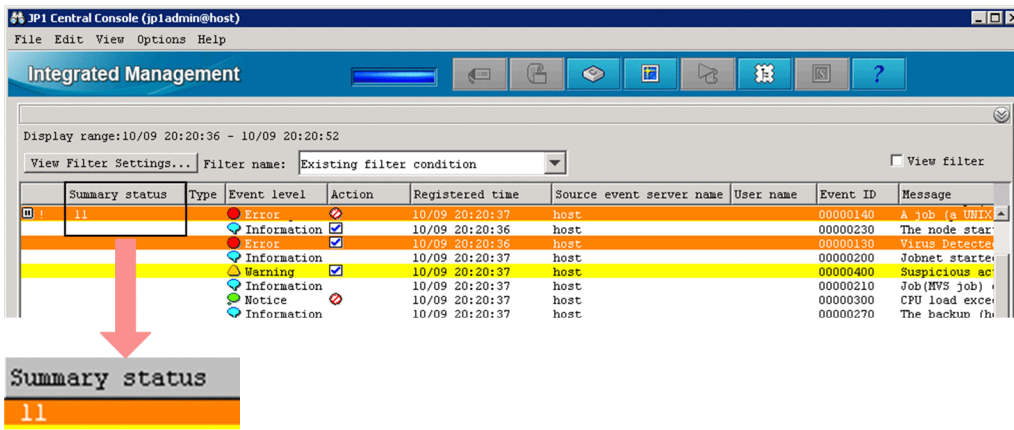 JP1 Central Console (jp1admin@host)
File Edit View Options Help
Integrated Management
Display range:10/09 20:20:36 - 10/09 20:20:52
View Filter Settings... Filter name: Existing filter condition View filter
Summary status Type Event level Action Registered time Source event server name User name Event ID Message
11 Error 10/09 20:20:37 host 00000140 A job (a UNIX
Information 10/09 20:20:36 host 00000230 The node star
Error 10/09 20:20:36 host 00000130 Virus Detecte
Information 10/09 20:20:37 host 00000200 Jobnet starte
Warning 10/09 20:20:37 host 00000400 Suspicious ac
Information 10/09 20:20:37 host 00000210 Job(MVS job)
Notice 10/09 20:20:37 host 00000300 CPU load exce
Information 10/09 20:20:37 host 00000270 The backup (h
Summary status
11